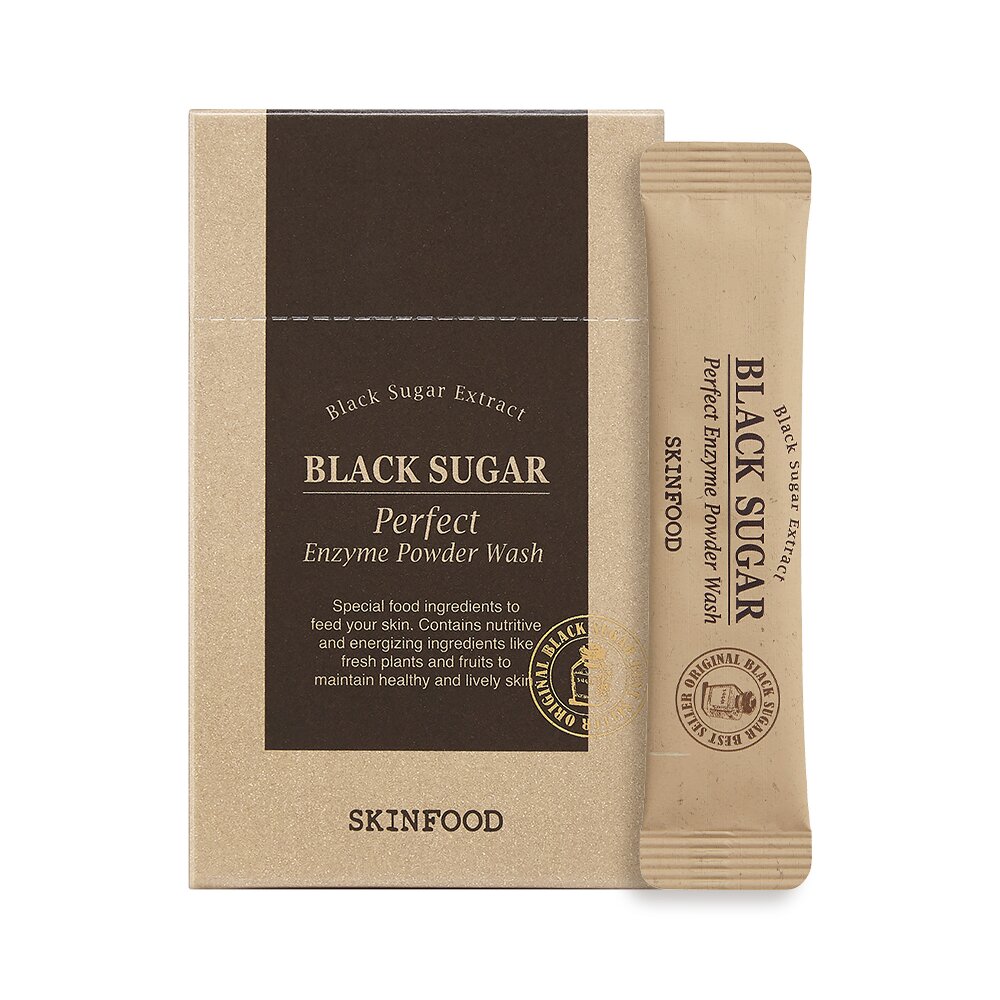 Black Sugar Extract
BLACK SUGAR
Perfect
Enzyme Powder Wash
Special food ingredients to
feed your skin. Contains nutritive
and energizing ingredients like
fresh plants and fruits to
maintain healthy and lively skin
ORIGINAL BLACK
SKINFOOD
Black Sugar Extract
BLACK SUGAR
Perfect Enzyme Powder Wash
SKINFOOD
BEST SELLER ORIGINAL BLACK SUGAR